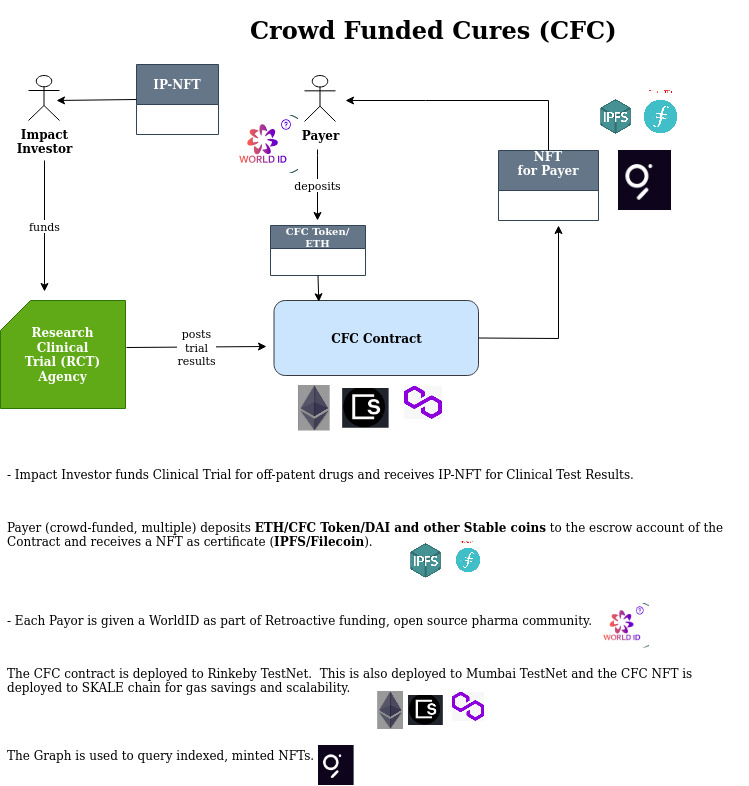 Crowd Funded Cures (CFC)
IP-NFT
Impact
Investor
Payer
WORLD ID
?
IPFS
NFT
for Payer
deposits
funds
CFC Token/
ETH
Research
Clinical
Trial (RCT)
Agency
posts
trial
results
CFC Contract
S
- Impact Investor funds Clinical Trial for off-patent drugs and receives IP-NFT for Clinical Test Results.
Payer (crowd-funded, multiple) deposits ETH/CFC Token/DAI and other Stable coins to the escrow account of the
Contract and receives a NFT as certificate (IPFS/Filecoin).
IPFS
- Each Payor is given a WorldID as part of Retroactive funding, open source pharma community.
?
WORLD ID
The CFC contract is deployed to Rinkeby TestNet.  This is also deployed to Mumbai TestNet and the CFC NFT is
deployed to SKALE chain for gas savings and scalability.
S
The Graph is used to query indexed, minted NFTs.